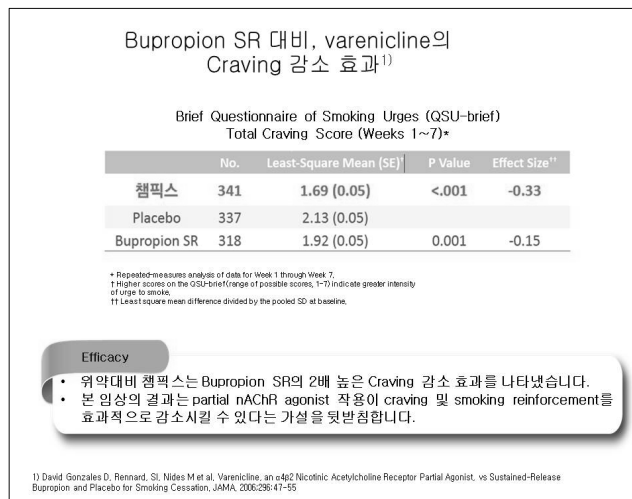 Bupropion SR 대비, varenicline의
Craving 감소 효과1)
Brief Questionnaire of Smoking Urges (QSU-brief)
Total Craving Score (Weeks 1~7)*
No. Least-Square Mean (SE)† P Value Effect Size††
챔픽스 341 1.69 (0.05) <.001 -0.33
Placebo 337 2.13 (0.05)
Bupropion SR 318 1.92 (0.05) 0.001 -0.15
* Repeated-measures analysis of data for Week 1 through Week 7.
† Higher scores on the QSU-brief(range of possible scores, 1-7) indicate greater intensity
of urge to smoke.
†† Least square mean difference divided by the pooled SD at baseline.
Efficacy
• 위약대비 챔픽스는 Bupropion SR의 2배 높은 Craving 감소 효과를 나타냈습니다.
• 본 임상의 결과는 partial nAChR agonist 작용이 craving 및 smoking reinforcement를
효과적으로 감소시킬 수 있다는 가설을 뒷받침합니다.
1) David Gonzales D, Rennard, SI, Nides M et al, Varenicline, an α4β2 Nicotinic Acetylcholine Receptor Partial Agonist, vs Sustained-Release
Bupropion and Placebo for Smoking Cessation, JAMA, 2006;296:47-55